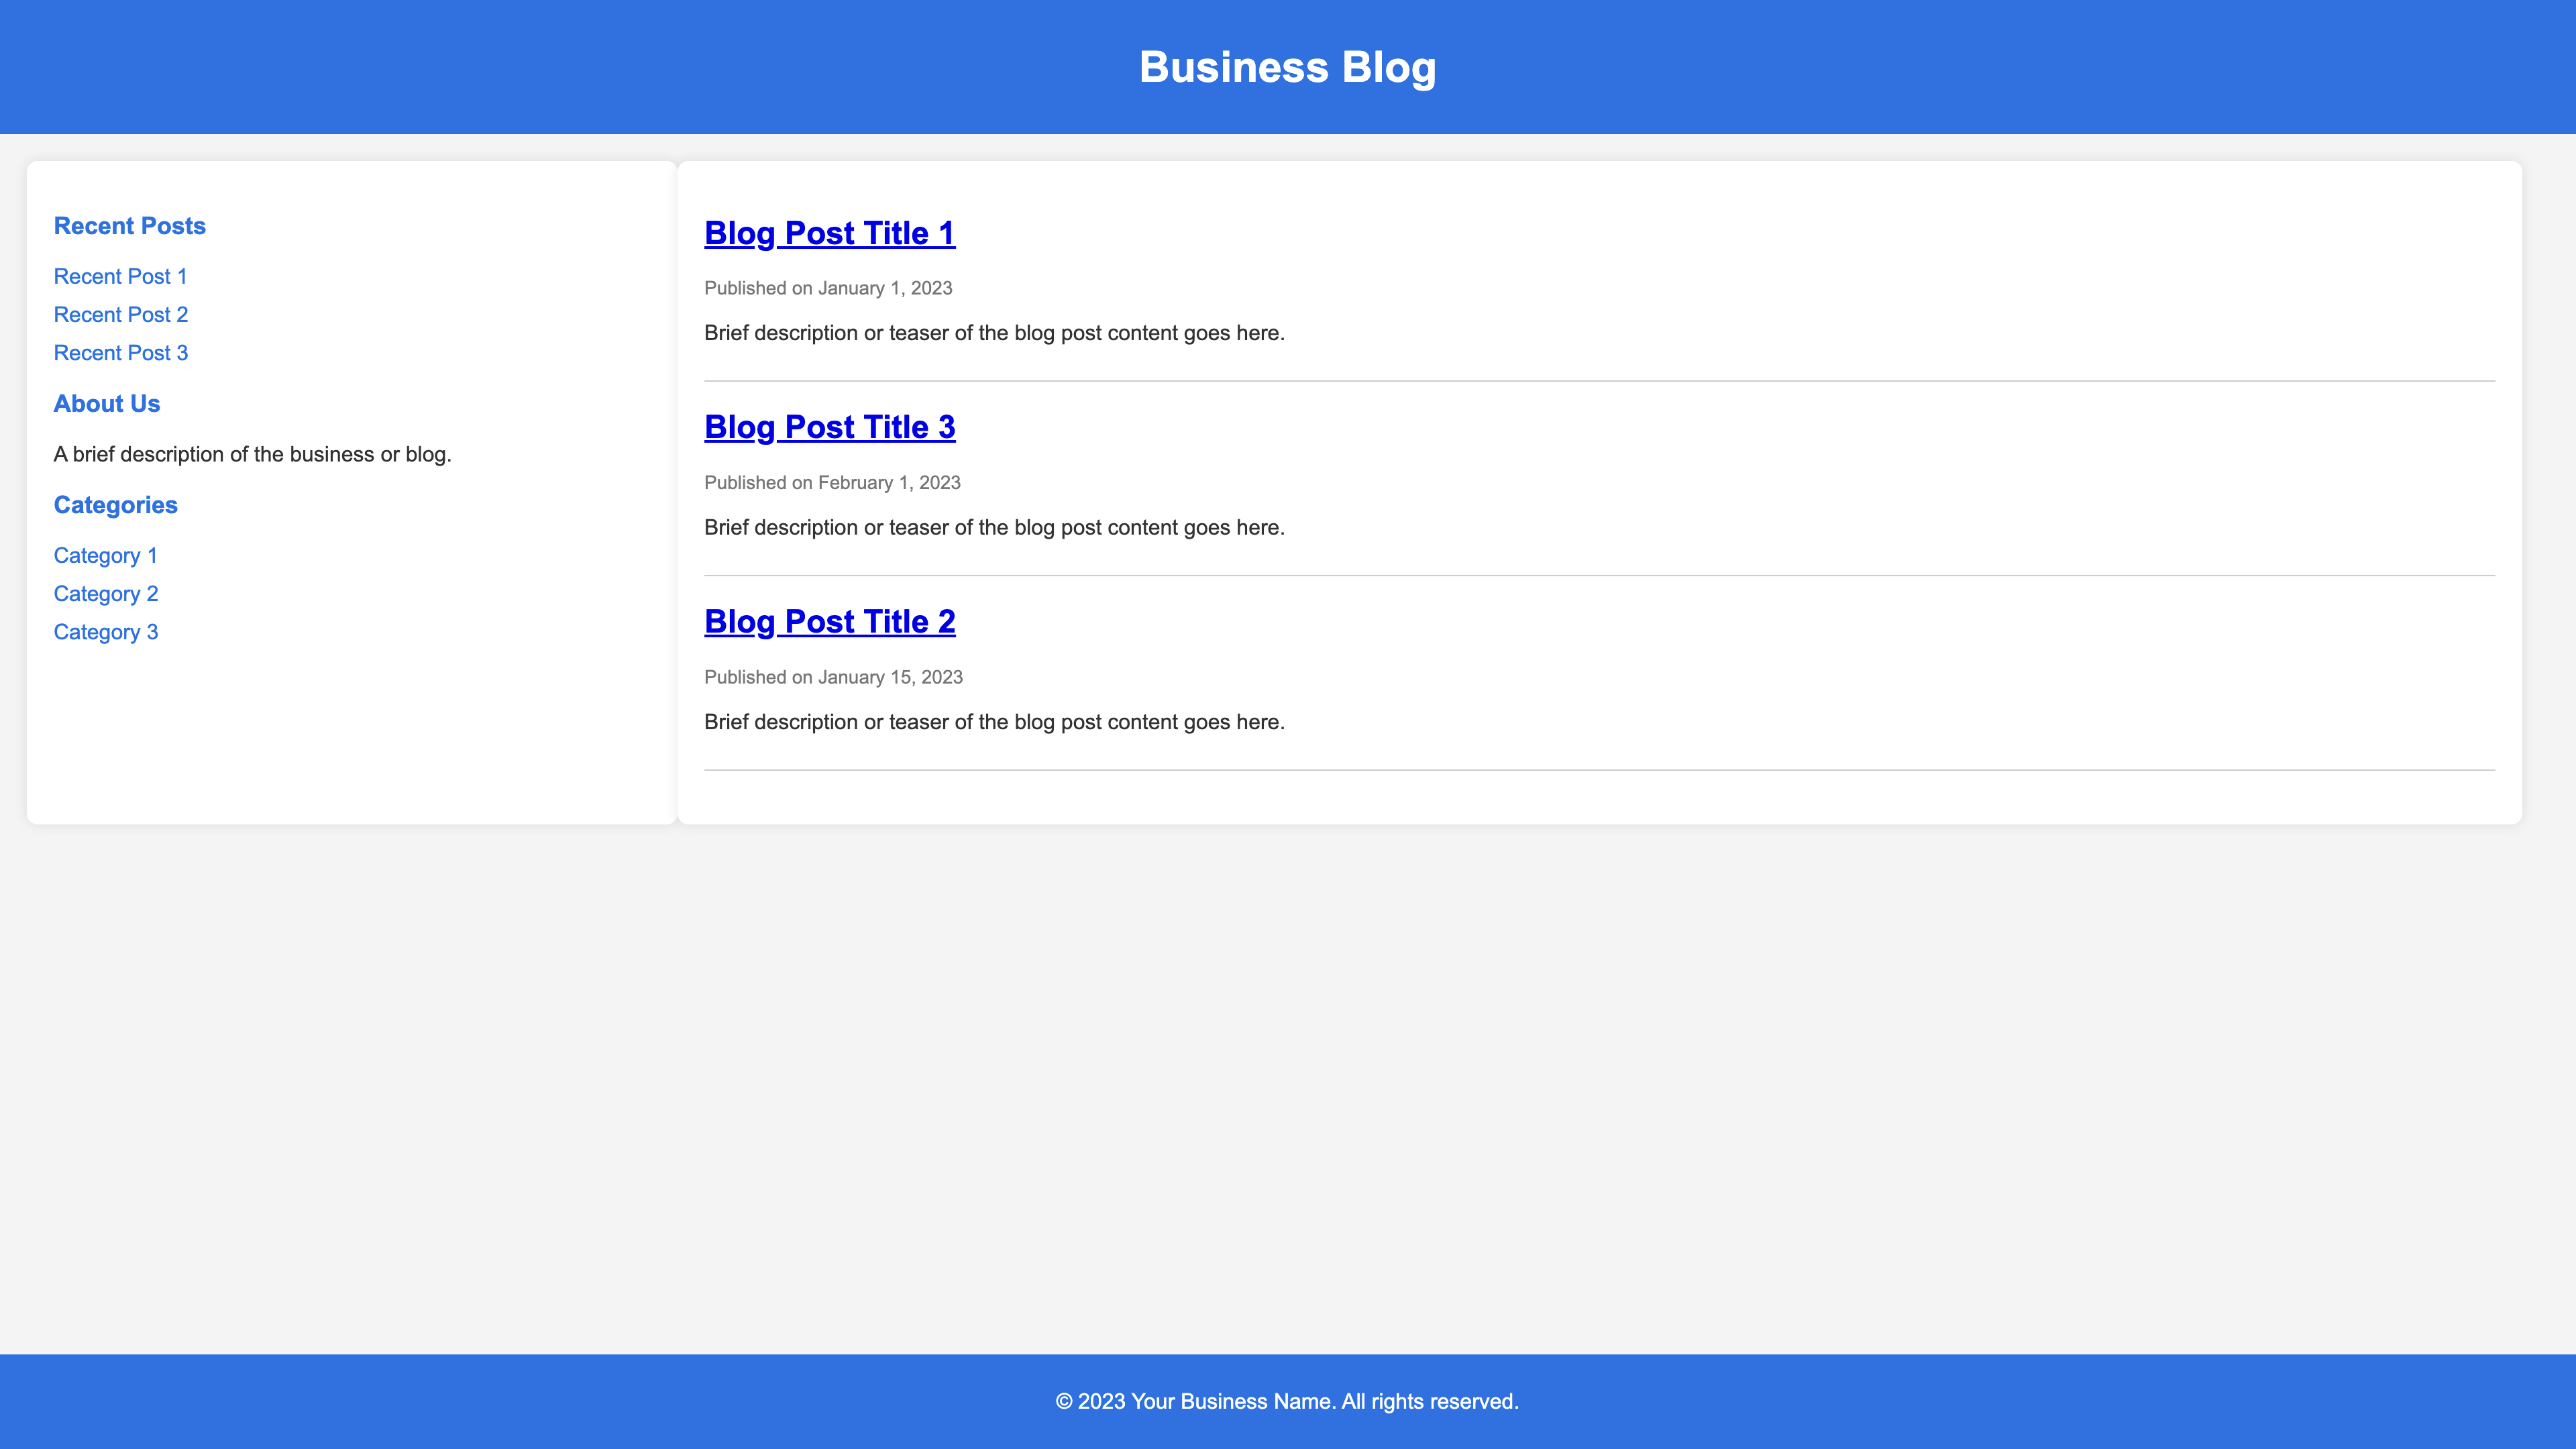 Business Blog
Recent Posts
Recent Post 1
Recent Post 2
Recent Post 3
About Us
A brief description of the business or blog.
Categories
Category 1
Category 2
Category 3
Blog Post Title 1
Published on January 1, 2023
Brief description or teaser of the blog post content goes here.
Blog Post Title 3
Published on February 1, 2023
Brief description or teaser of the blog post content goes here.
Blog Post Title 2
Published on January 15, 2023
Brief description or teaser of the blog post content goes here.
© 2023 Your Business Name. All rights reserved.